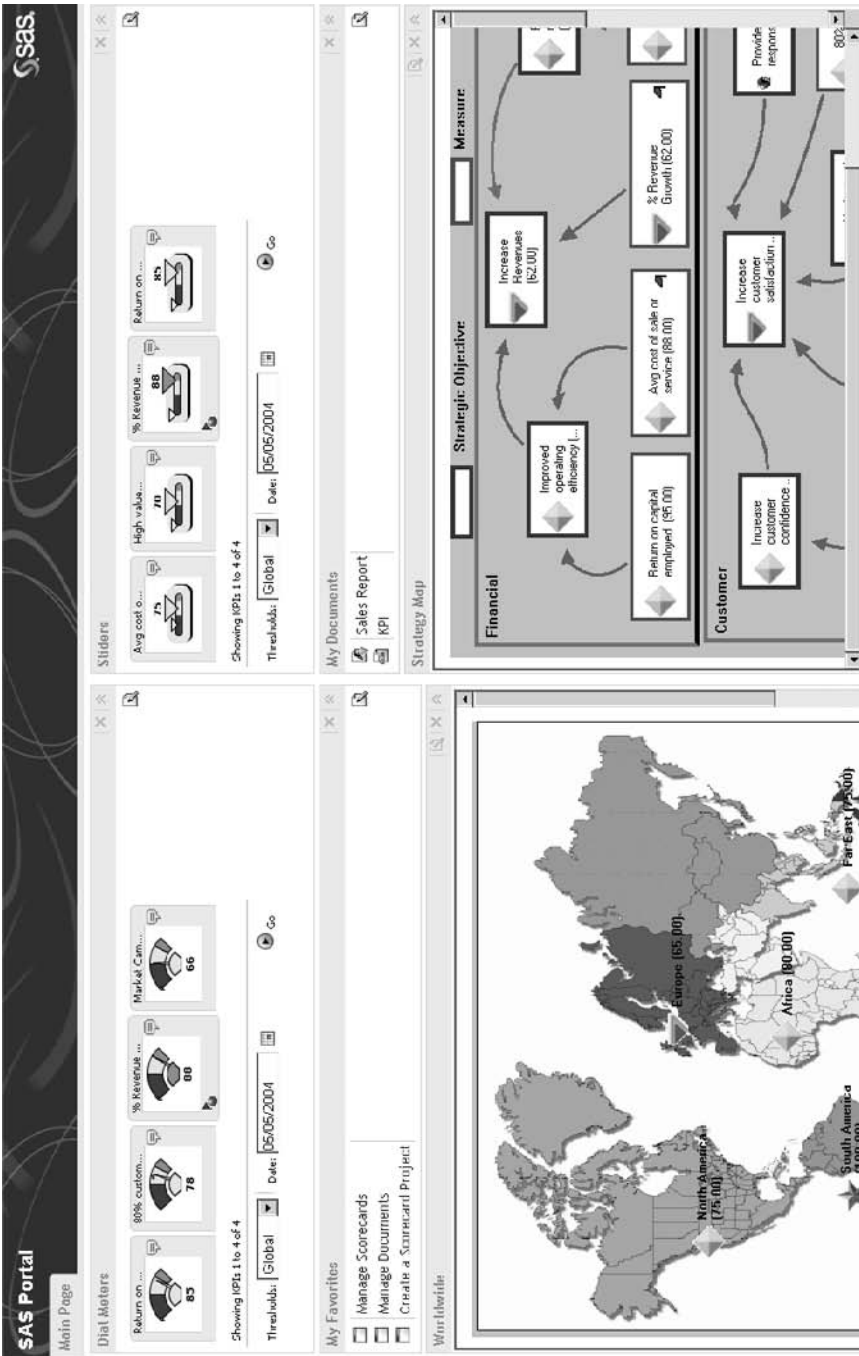 SAS Portal
sas.
Main Page
Dial Meters
Return on ...
85
80% custom...
78
% Revenue ...
88
Market Cam...
66
Showing KPIs 1 to 4 of 4
Thresholds: Global
Date: 05/05/2004
Go
Sliders
Avg cost o...
75
High value...
70
% Revenue ...
88
Return on ...
85
Showing KPIs 1 to 4 of 4
Thresholds: Global
Date: 05/05/2004
Go
My Favorites
Manage Scorecards
Manage Documents
Create a Scorecard Project
My Documents
Sales Report
KPI
Worldwide
North America
(75.00)
Europe (65.00)
Africa (80.00)
Far East (75.00)
South America
Strategy Map
Strategic Objective
Measure
Financial
Improved
operating
efficiency (...
Increase
Revenues
(62.00)
Return on capital
employed (95.00)
Avg cost of sale or
service (88.00)
% Revenue
Growth (62.00)
Customer
Increase
customer
confidence ..
Increase
customer
satisfaction ..
Provide
respons
80%